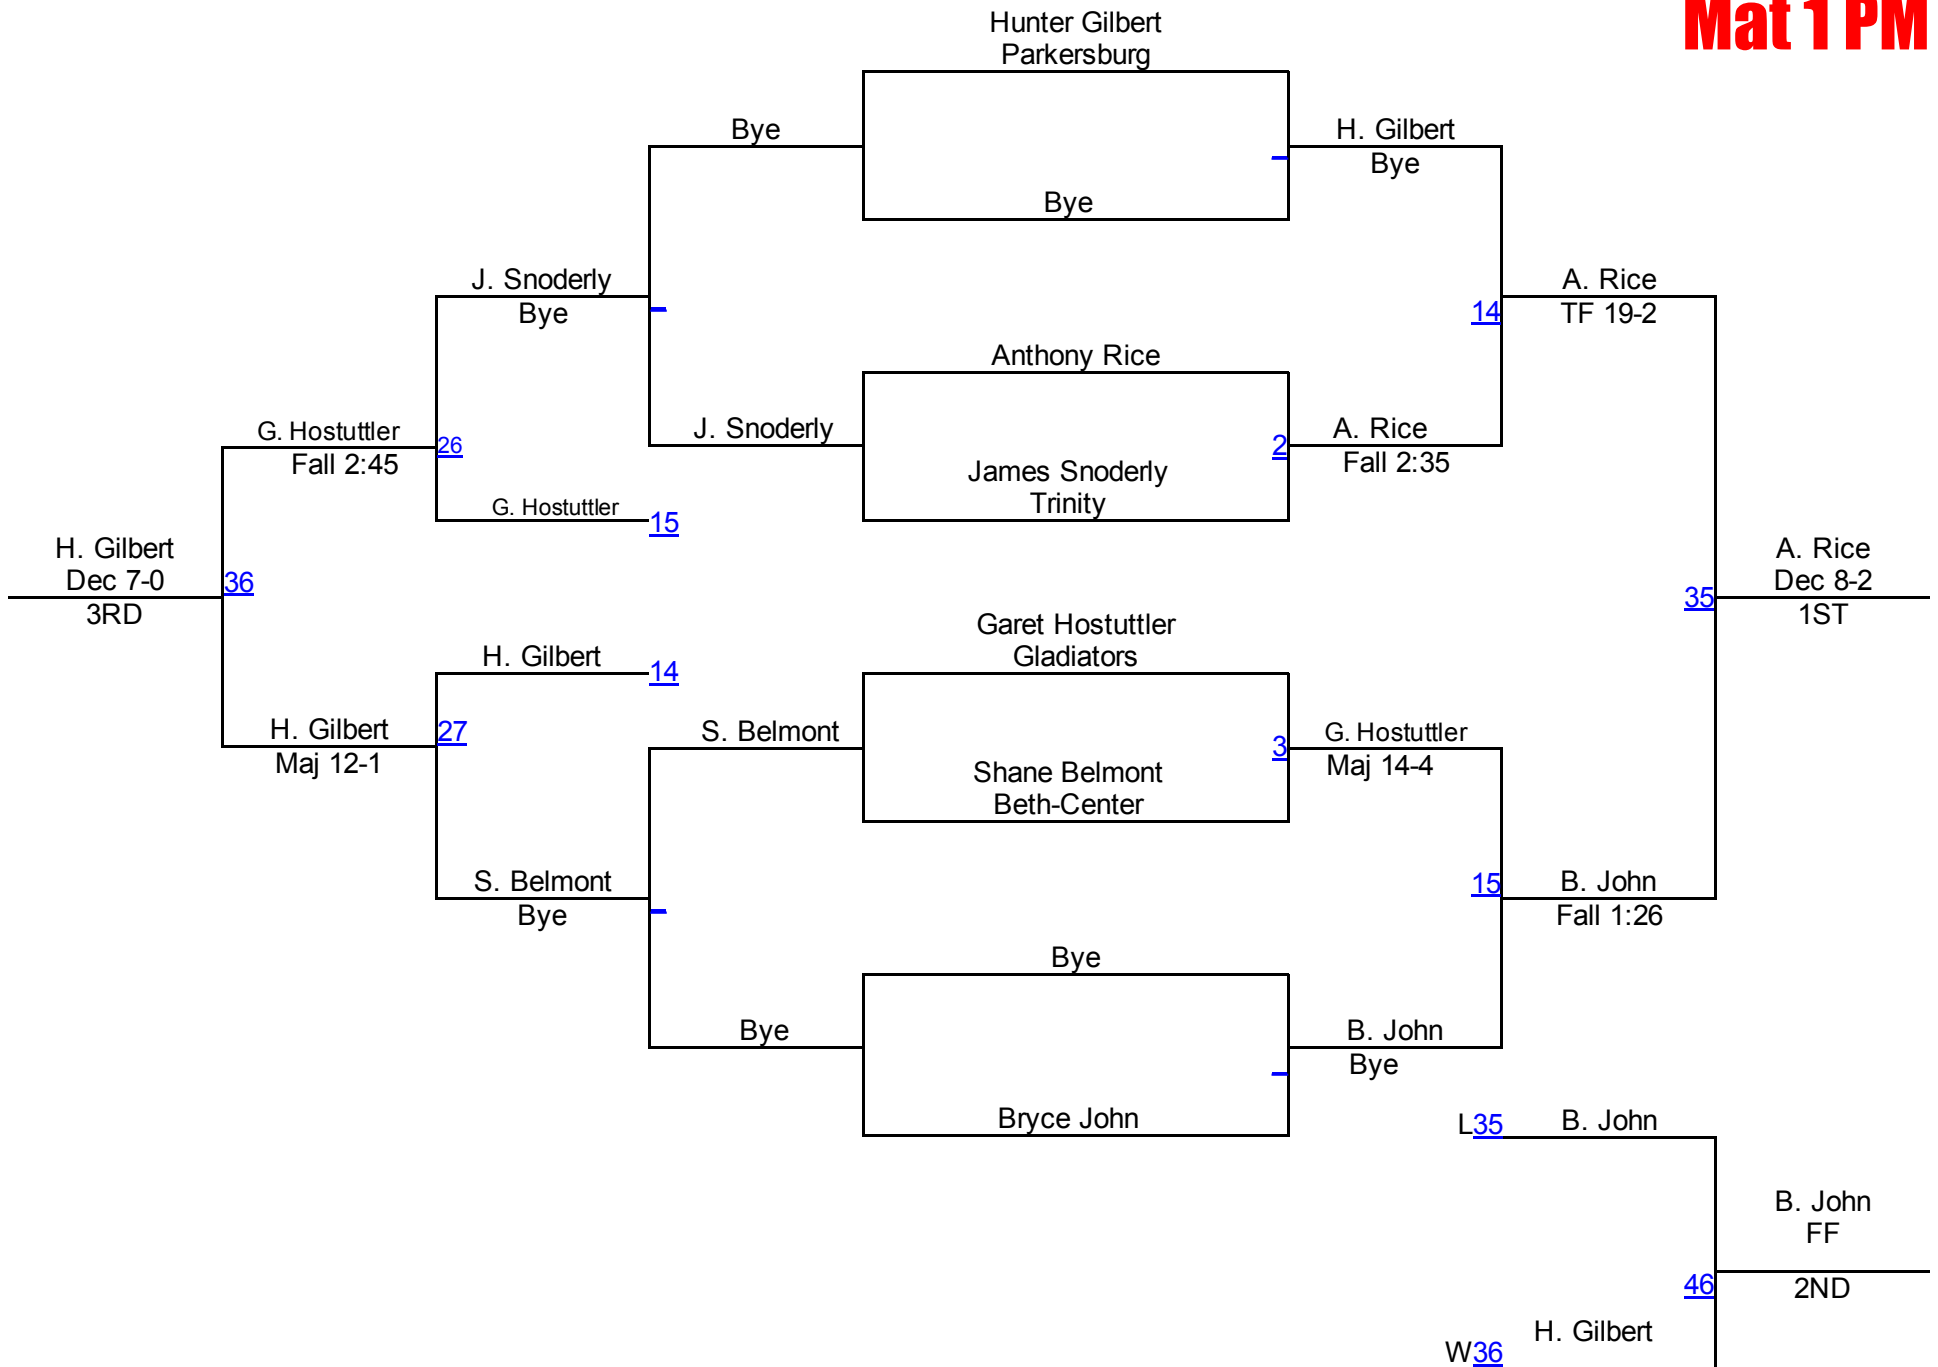 Mat 1 PM
Hunter Gilbert
Parkersburg
Bye
H. Gilbert
Bye
Bye
J. Snoderly
Bye
A. Rice
14
TF 19-2
Anthony Rice
G. Hostuttler
26
Fall 2:45
J. Snoderly
2
A. Rice
Fall 2:35
James Snoderly
Trinity
G. Hostuttler
15
H. Gilbert
Dec 7-0
36
3RD
A. Rice
Dec 8-2
35
1ST
Garet Hostuttler
Gladiators
H. Gilbert
14
H. Gilbert
27
Maj 12-1
S. Belmont
3
G. Hostuttler
Maj 14-4
Shane Belmont
Beth-Center
S. Belmont
Bye
15
B. John
Fall 1:26
Bye
Bye
B. John
Bye
Bryce John
L35
B. John
B. John
FF
46
2ND
H. Gilbert
W36